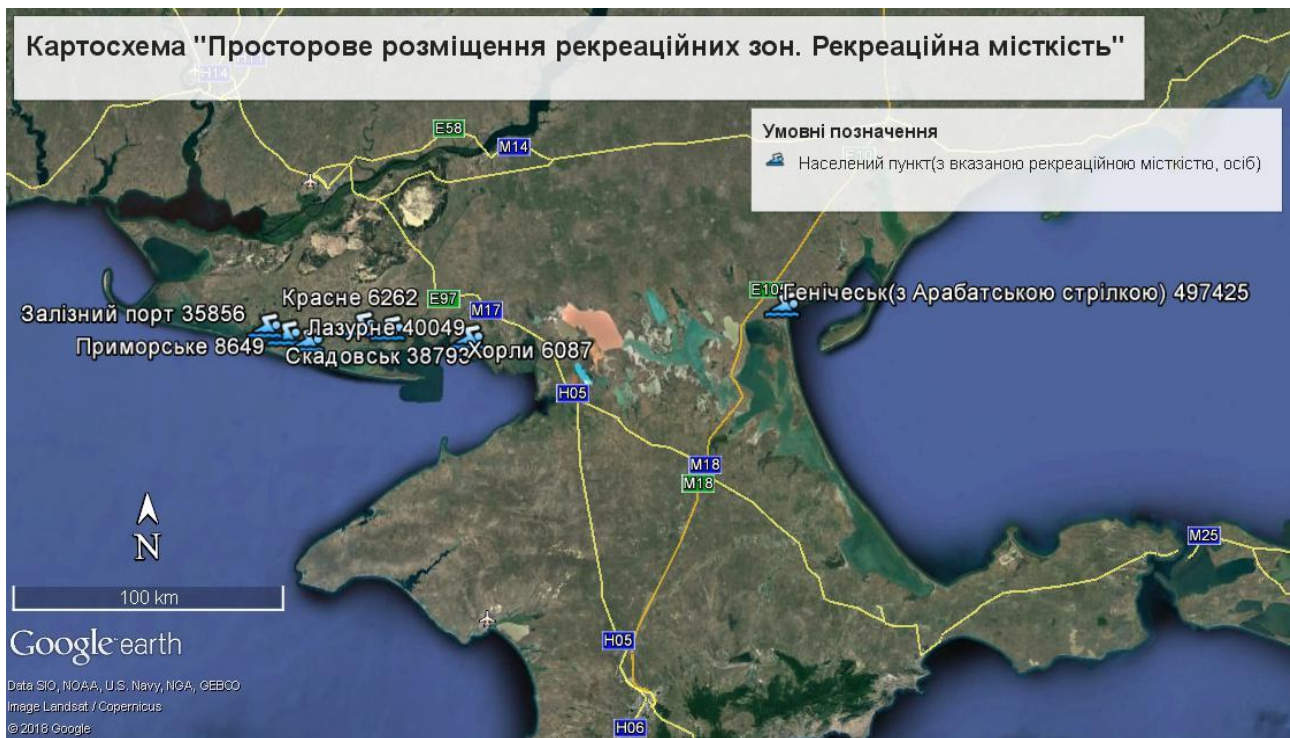 Картосхема "Просторове розміщення рекреаційних зон. Рекреаційна місткість"
H14
E58
M14
Умовні позначення
Населений пункт(з вказаною рекреаційною місткістю, осіб)
Залізний порт 35856
Красне 6262
E97
M17
Генічеськ(з Арабатською стрілкою) 497425
Приморське 8649
Лазурне 40049
Скадовськ 38793
Хорли 6087
H05
M18
M18
N
100 km
M25
H05
Google earth
Data SIO, NOAA, U.S. Navy, NGA, GEBCO
Image Landsat / Copernicus
© 2018 Google
H06